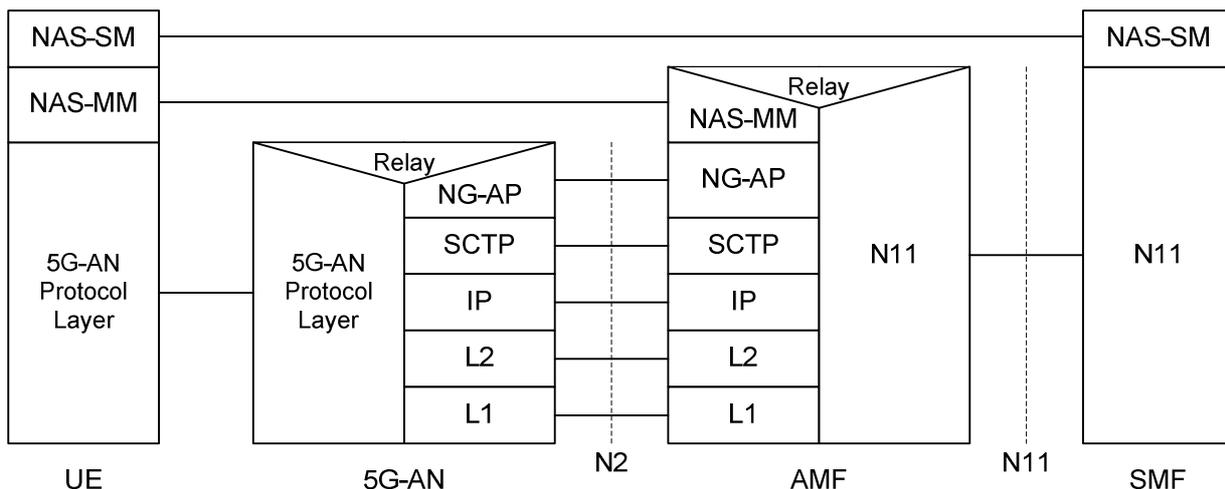 NAS-SM
NAS-SM
NAS-MM
Relay
NAS-MM
Relay
NG-AP
NG-AP
SCTP
SCTP
N11
N11
5G-AN
Protocol
Layer
5G-AN
Protocol
Layer
IP
IP
L2
L2
L1
L1
N2
N11
UE
5G-AN
AMF
SMF